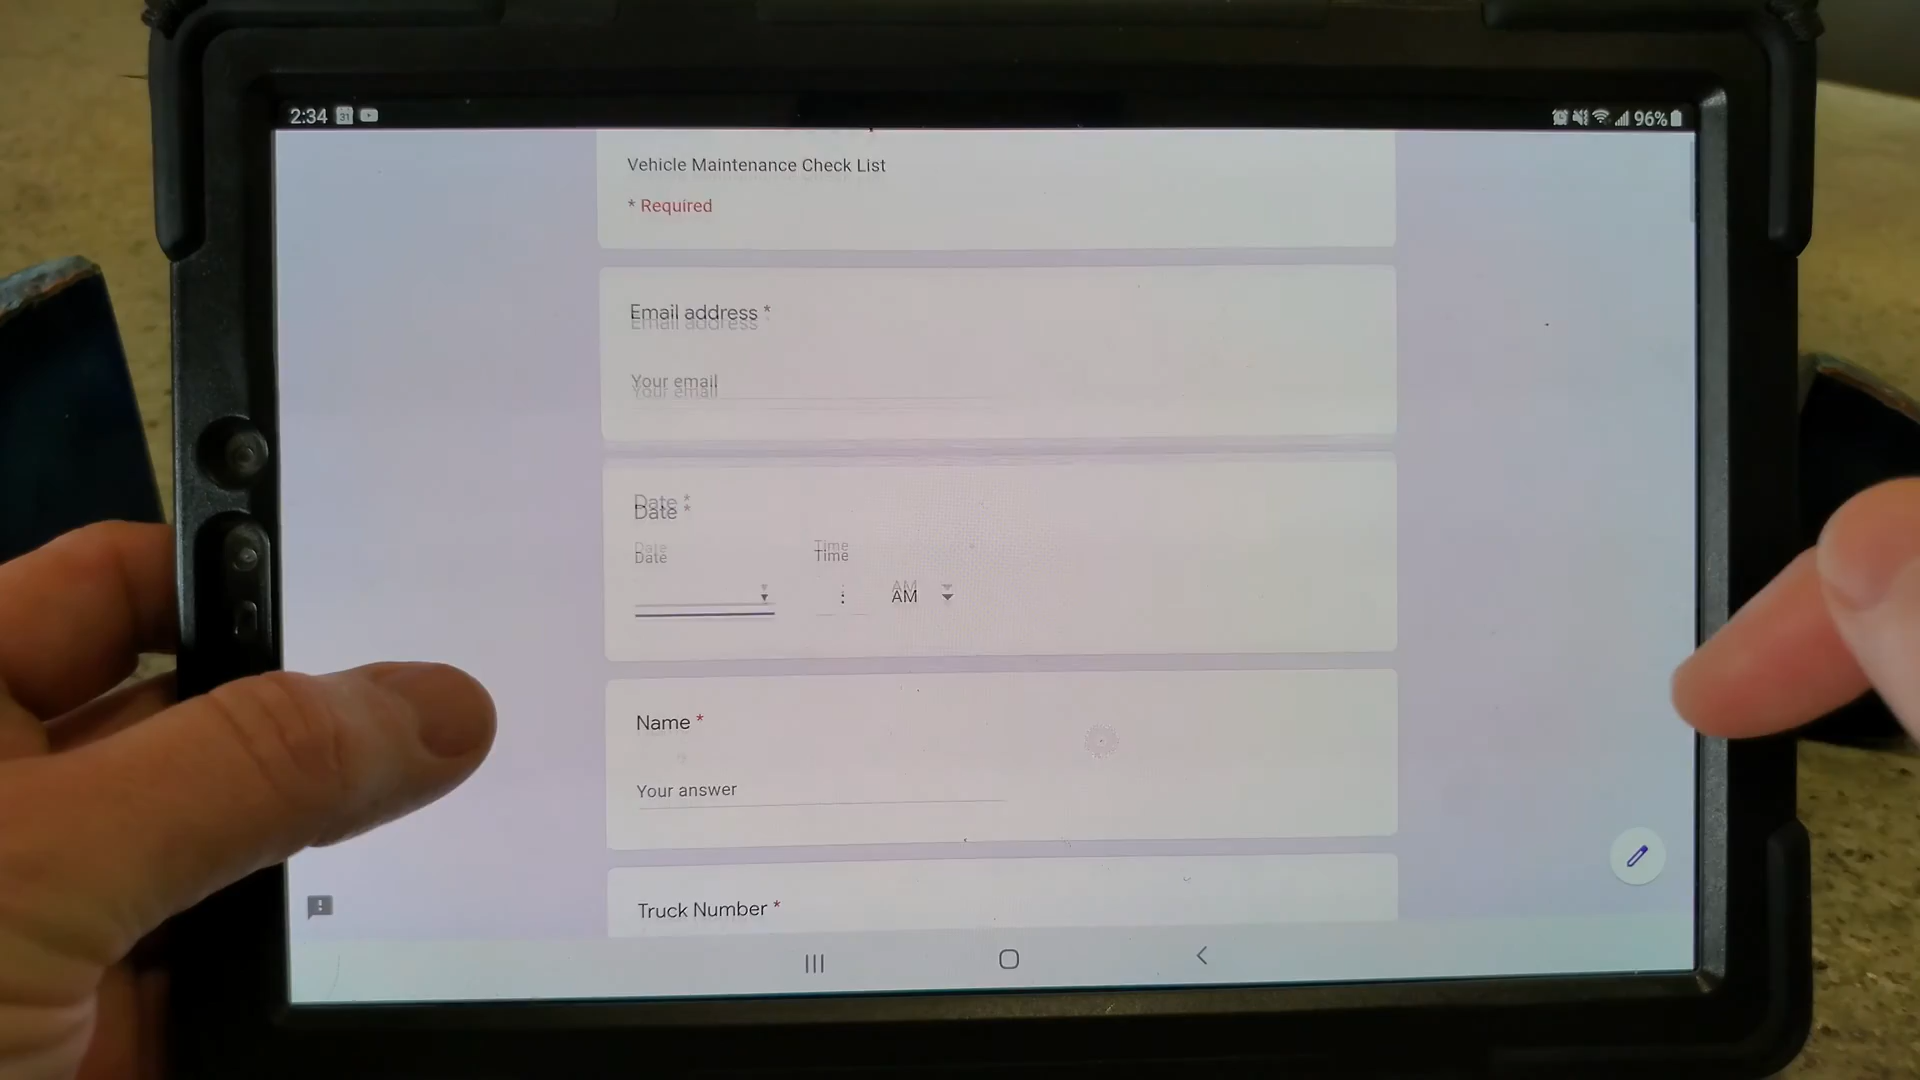 2:34 31 96%
Vehicle Maintenance Check List
* Required
Email address *
Your email
Date *
Date Time
: AM
Name *
Your answer
Truck Number *